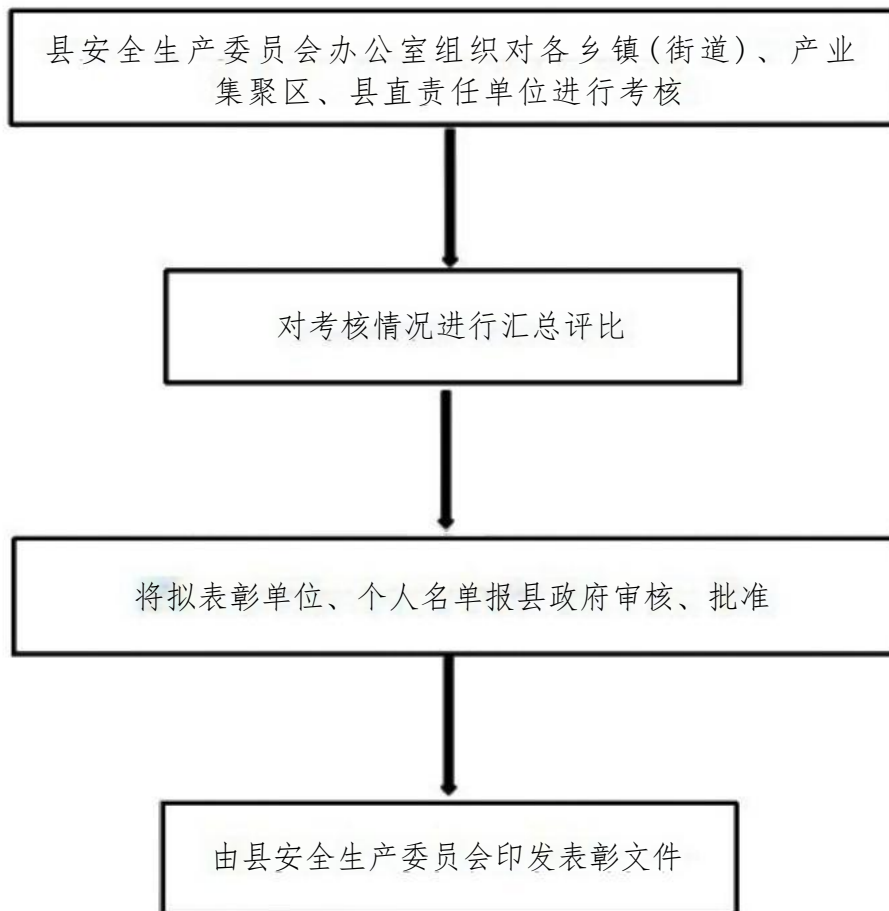 县安全生产委员会办公室组织对各乡镇(街道)、产业
集聚区、县直责任单位进行考核
对考核情况进行汇总评比
将拟表彰单位、个人名单报县政府审核、批准
由县安全生产委员会印发表彰文件